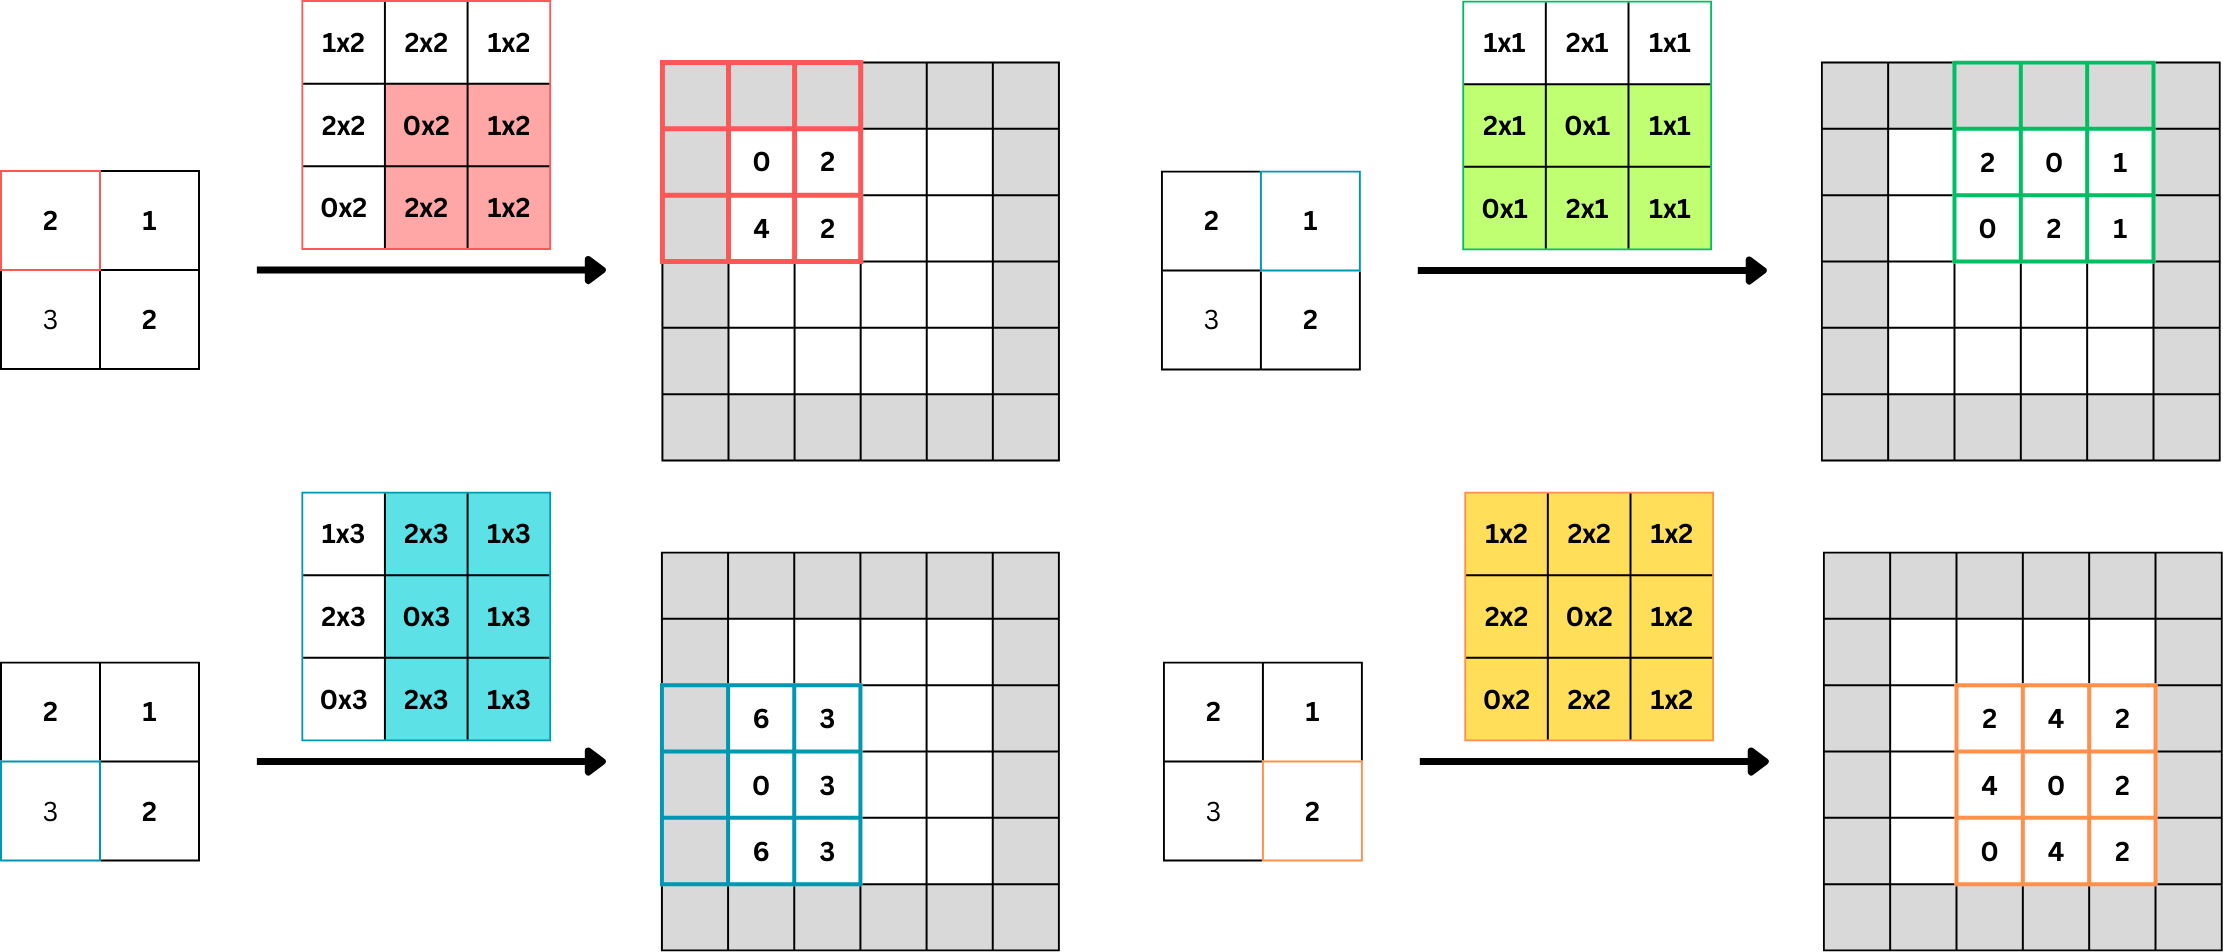 1x2 2x2 1x2
2x2 0x2 1x2
0x2 2x2 1x2
2 1
3 2
0 2
4 2
1x1 2x1 1x1
2x1 0x1 1x1
0x1 2x1 1x1
2 1
3 2
2 0 1
0 2 1
1x3 2x3 1x3
2x3 0x3 1x3
0x3 2x3 1x3
2 1
3 2
6 3
0 3
6 3
1x2 2x2 1x2
2x2 0x2 1x2
0x2 2x2 1x2
2 1
3 2
2 4 2
4 0 2
0 4 2